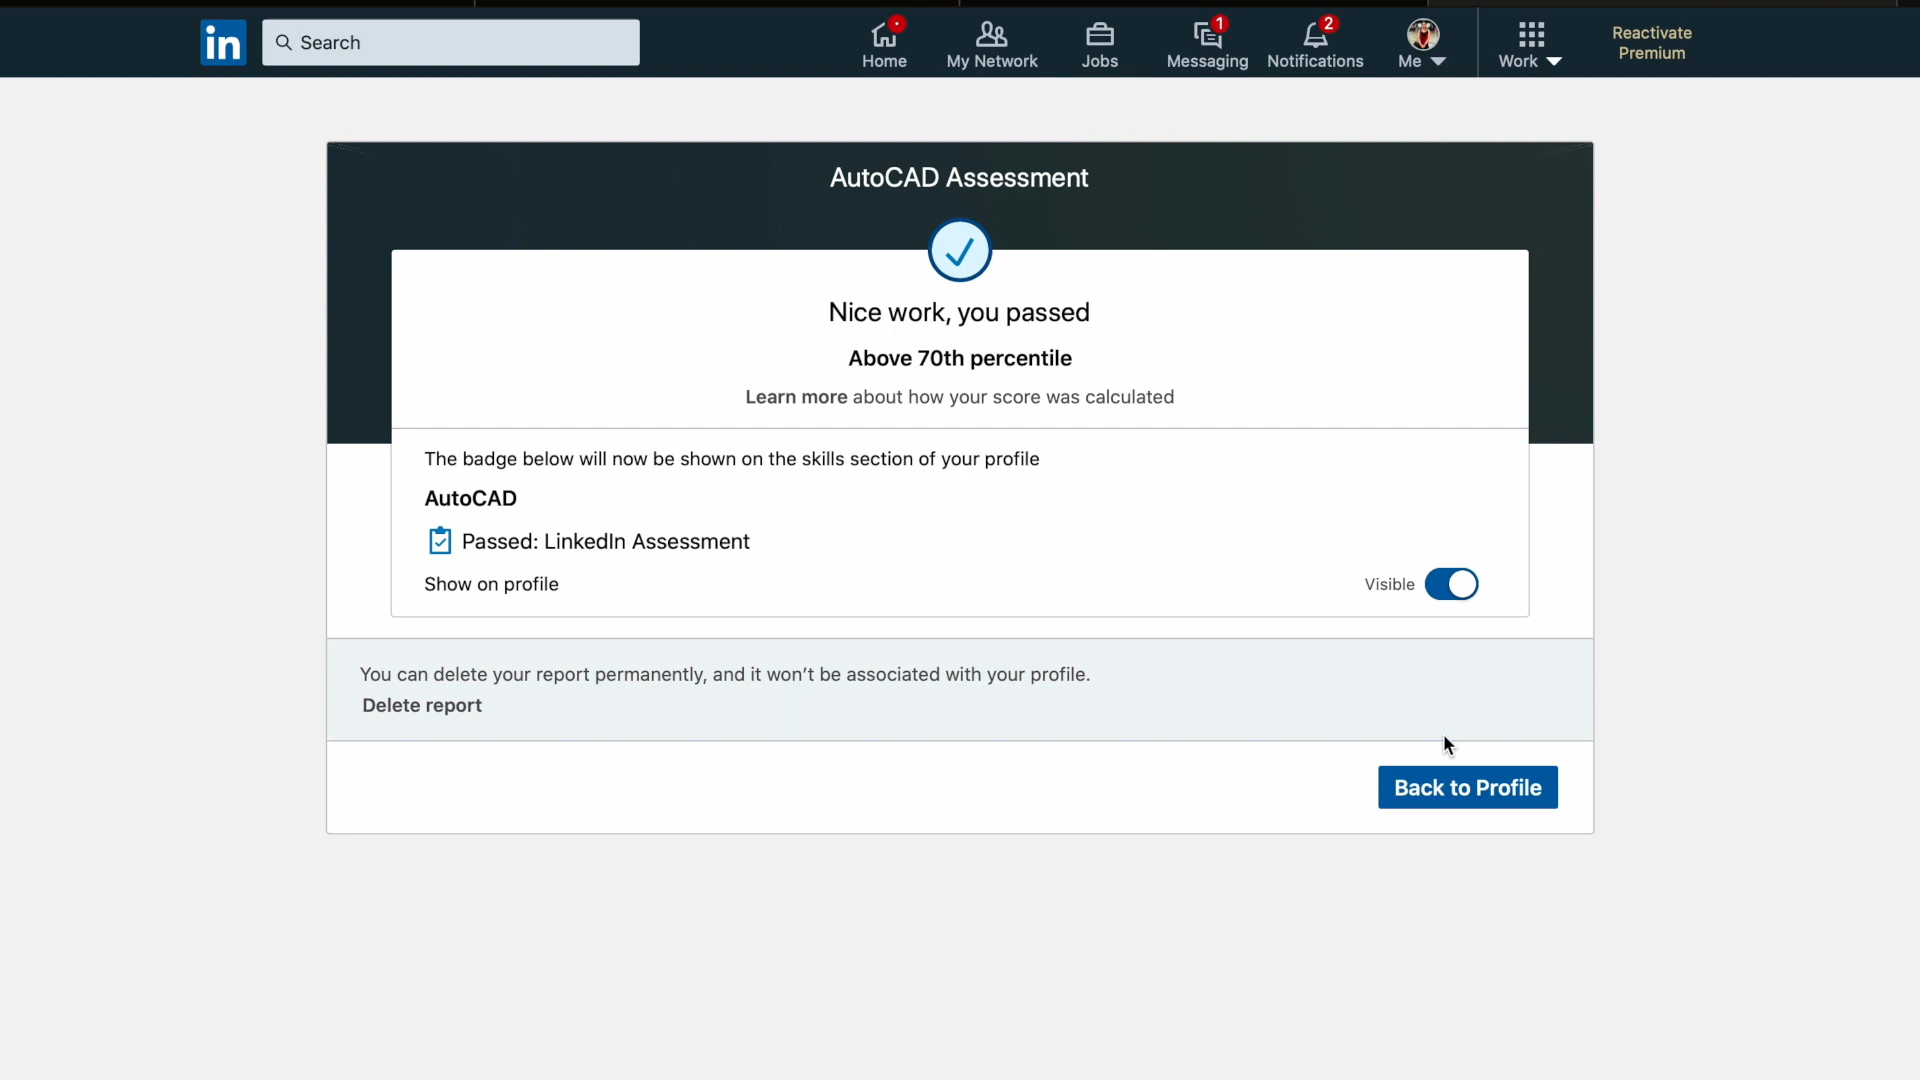 in
Search
Home
My Network
Jobs
1
Messaging
2
Notifications
Me
Work
Reactivate
Premium
AutoCAD Assessment
Nice work, you passed
Above 70th percentile
Learn more about how your score was calculated
The badge below will now be shown on the skills section of your profile
AutoCAD
Passed: LinkedIn Assessment
Show on profile
Visible
You can delete your report permanently, and it won't be associated with your profile.
Delete report
Back to Profile